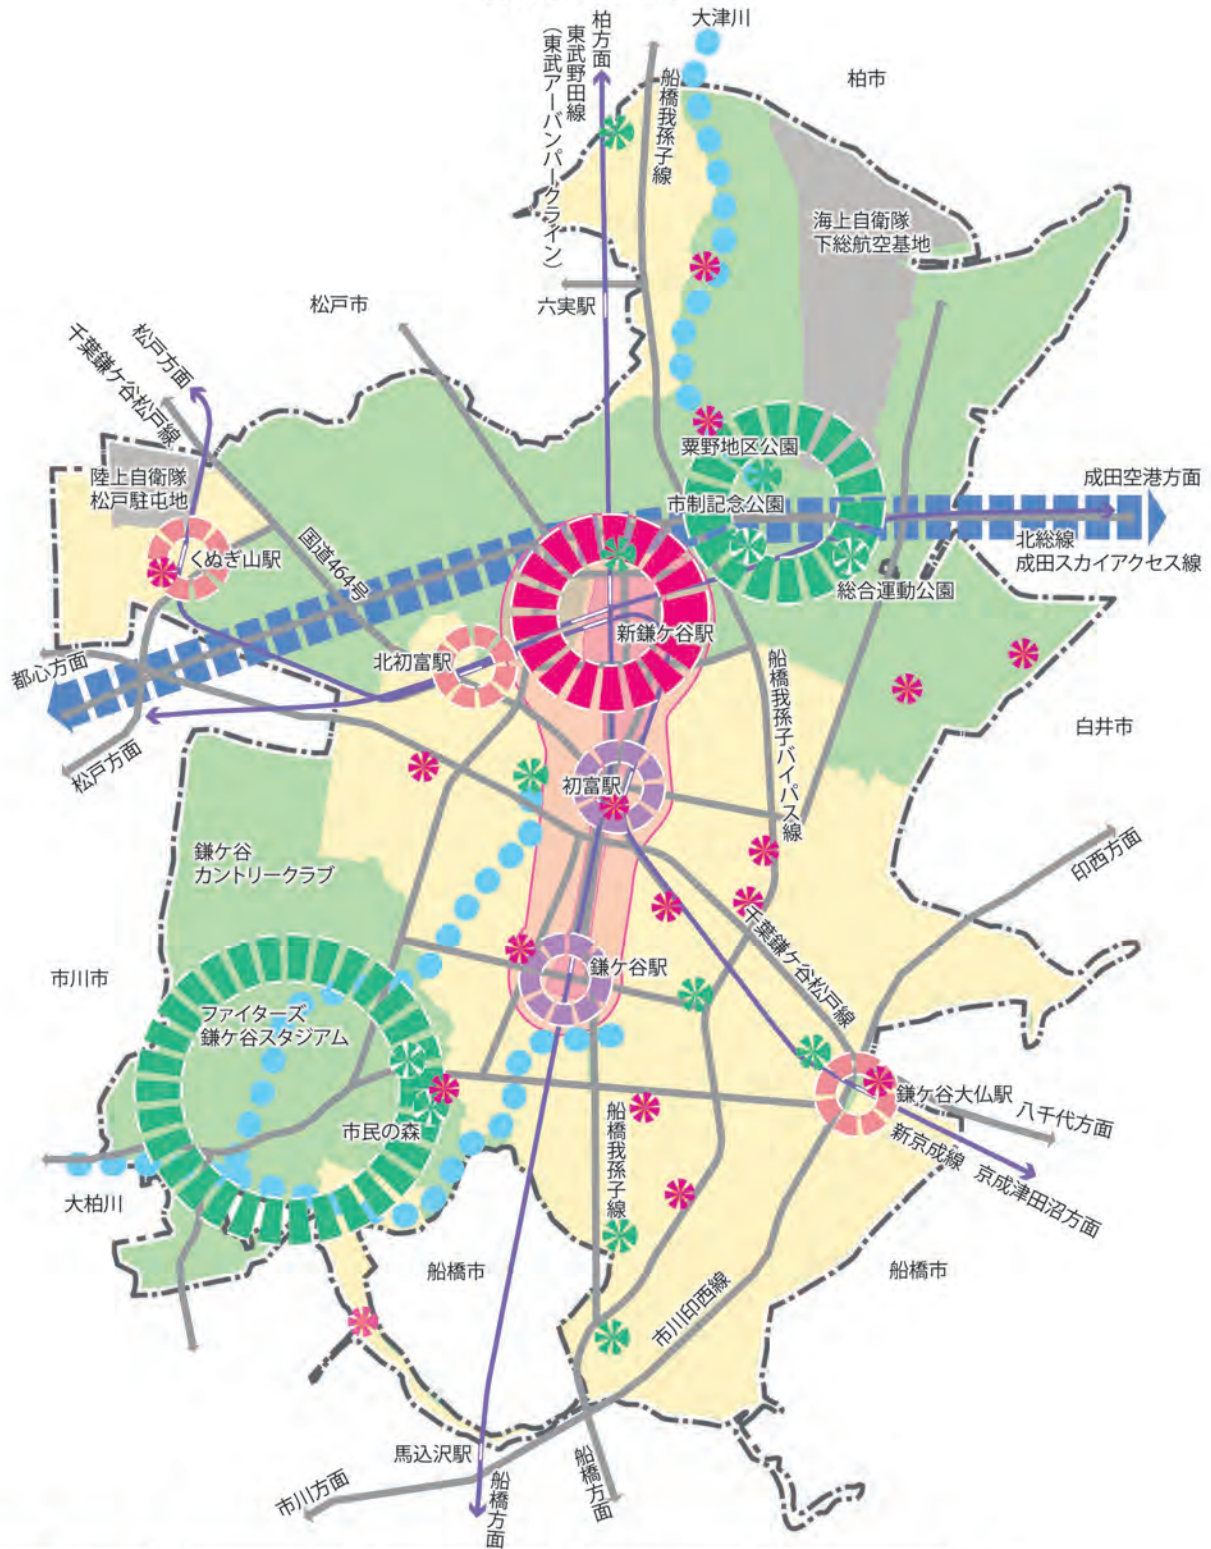 大津川
柏方面
東武野田線
（東武アーバンパークライン）
船橋我孫子線
柏市
海上自衛隊
下総航空基地
松戸市
六実駅
松戸方面
千葉鎌ケ谷松戸線
陸上自衛隊
松戸駐屯地
粟野地区公園
成田空港方面
市制記念公園
くぬぎ山駅
国道464号
北総線
成田スカイアクセス線
総合運動公園
新鎌ケ谷駅
北初富駅
都心方面
船橋我孫子バイパス線
白井市
松戸方面
初富駅
鎌ケ谷
カントリークラブ
印西方面
千葉鎌ケ谷松戸線
市川市
鎌ケ谷駅
ファイターズ
鎌ケ谷スタジアム
鎌ケ谷大仏駅
八千代方面
市民の森
船橋我孫子線
新京成線
京成津田沼方面
大柏川
船橋市
船橋市
市川印西線
馬込沢駅
船橋方面
船橋方面
市川方面